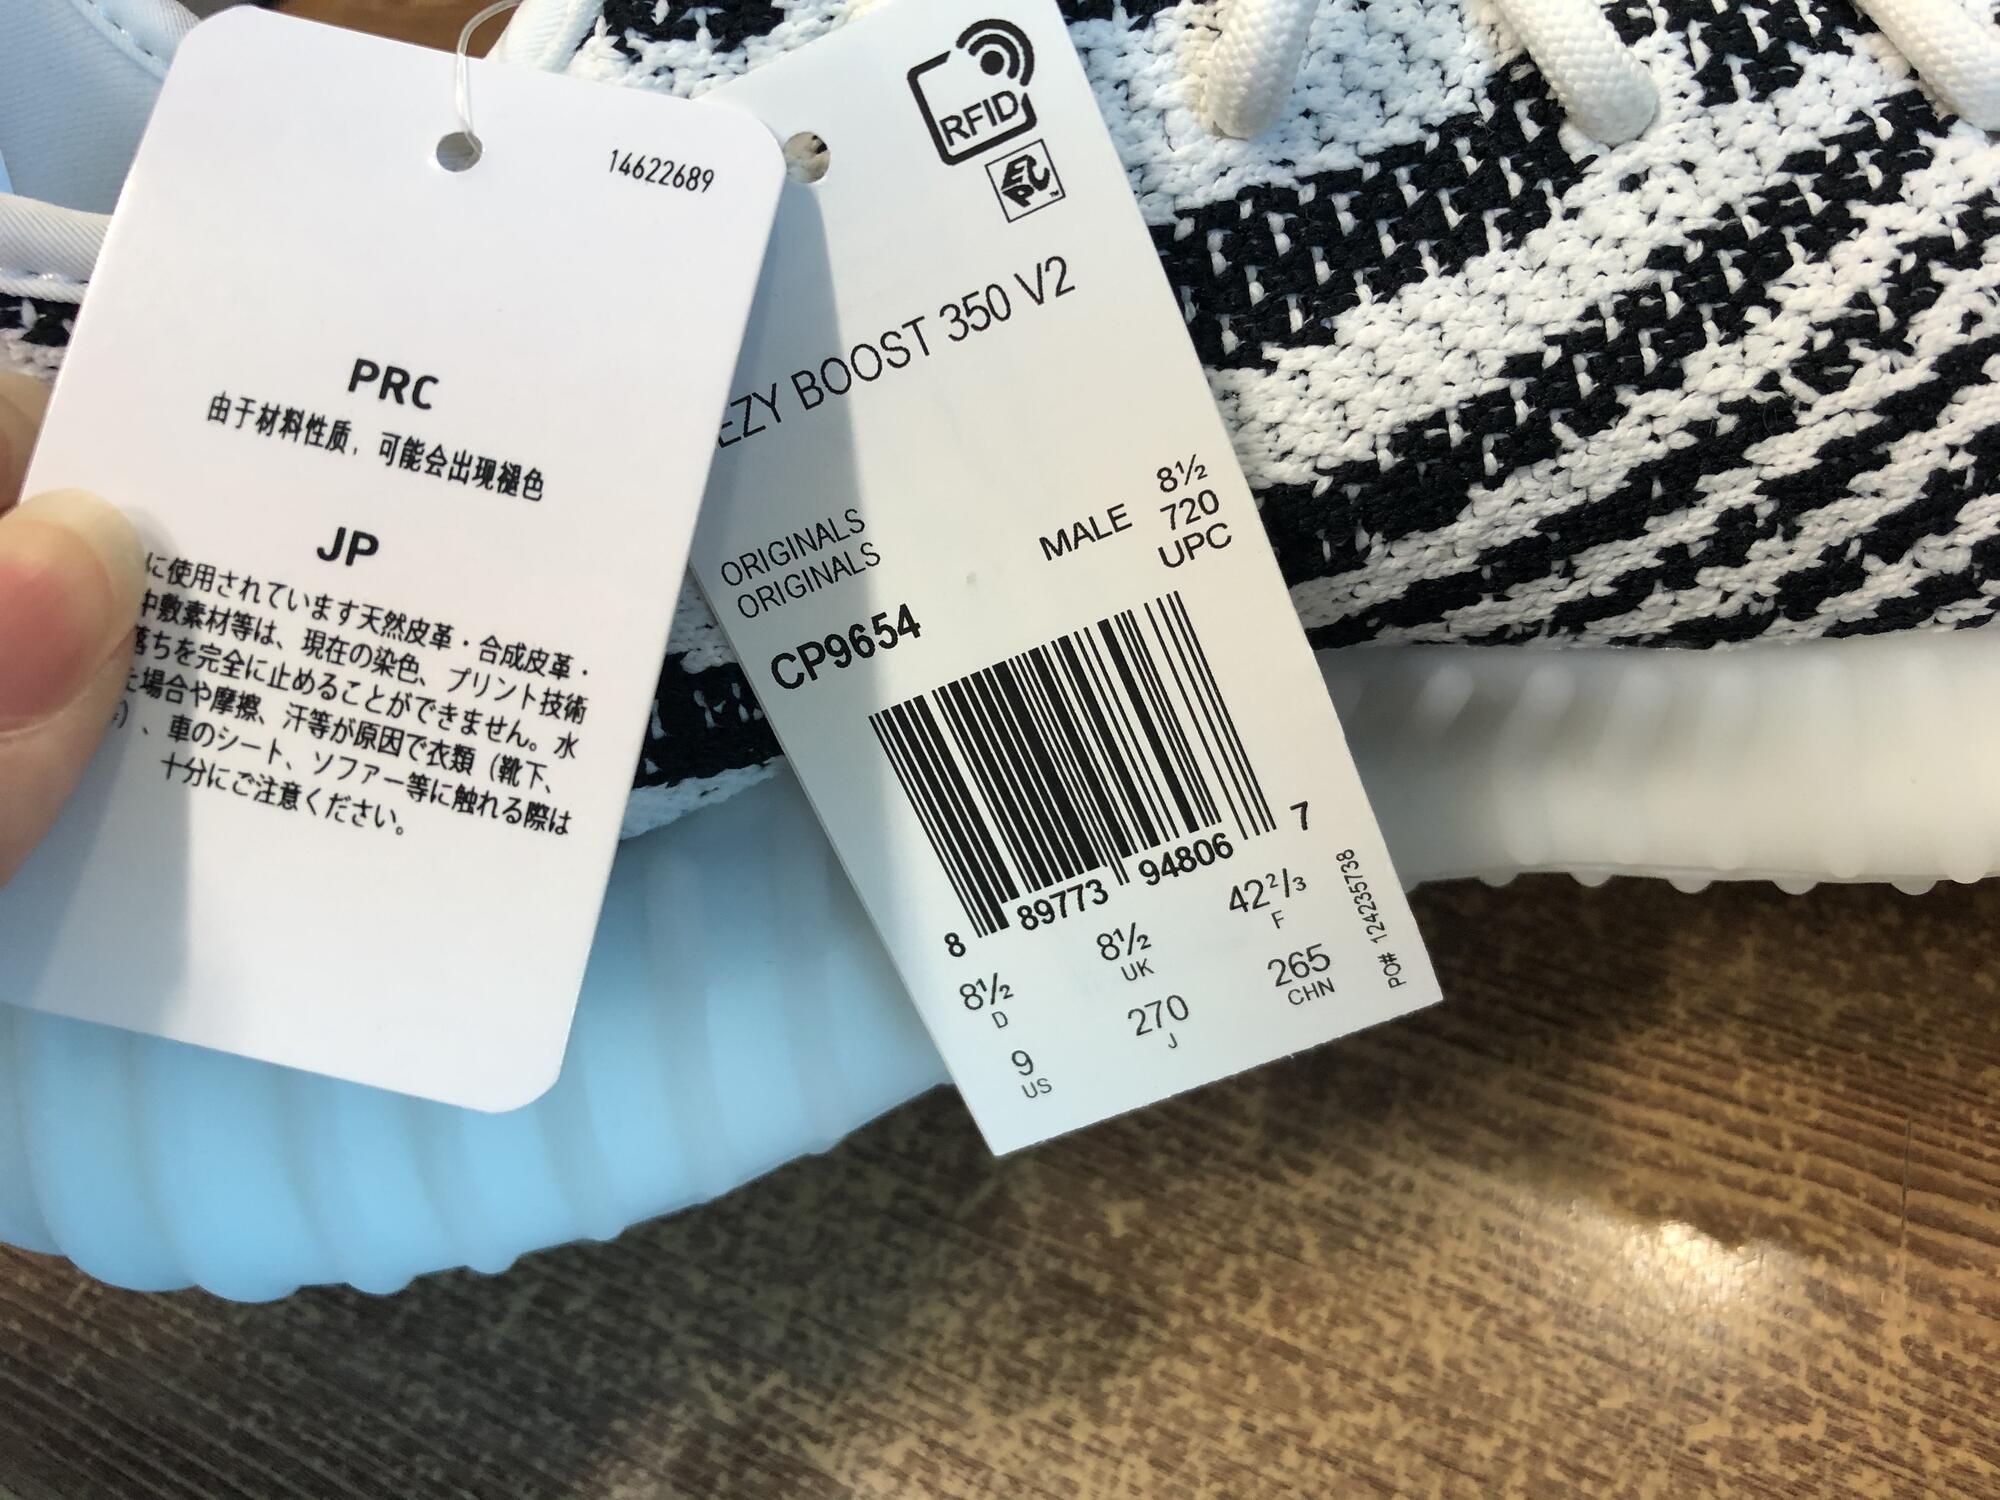 14622689
PRC
由于材料性质，可能会出现褪色
JP
に使用されています天然皮革・合成皮革・
中敷素材等は、現在の染色、プリント技術
落ちを完全に止めることができません。水
場合や摩擦、汗等が原因で衣類（靴下、
）、車のシート、ソファー等に触れる際は
十分にご注意ください。
RFID
EPC™
EZY BOOST 350 V2
ORIGINALS
ORIGINALS
MALE
8½
720
UPC
CP9654
8 89773 94806 7
8½ D
8½ UK
42⅔ F
9 US
270 J
265 CHN
PO# 124235738